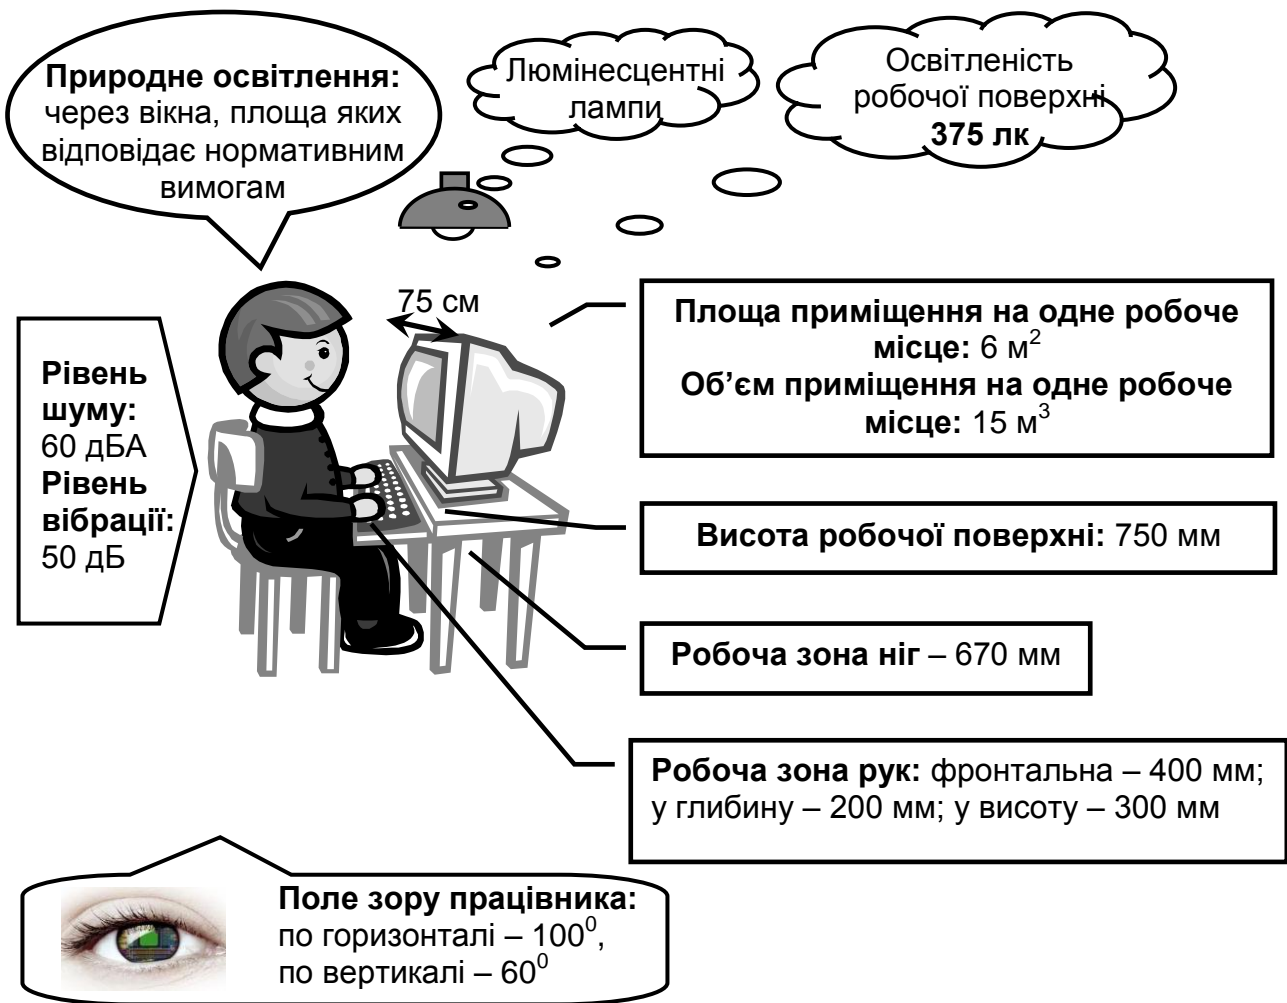 Природне освітлення:
через вікна, площа яких
відповідає нормативним
вимогам
Люмінесцентні
лампи
Освітленість
робочої поверхні
375 лк
75 см
Рівень
шуму:
60 дБА
Рівень
вібрації:
50 дБ
Площа приміщення на одне робоче
місце: 6 м²
Об’єм приміщення на одне робоче
місце: 15 м³
Висота робочої поверхні: 750 мм
Робоча зона ніг – 670 мм
Робоча зона рук: фронтальна – 400 мм;
у глибину – 200 мм; у висоту – 300 мм
Поле зору працівника:
по горизонталі – 100⁰,
по вертикалі – 60⁰